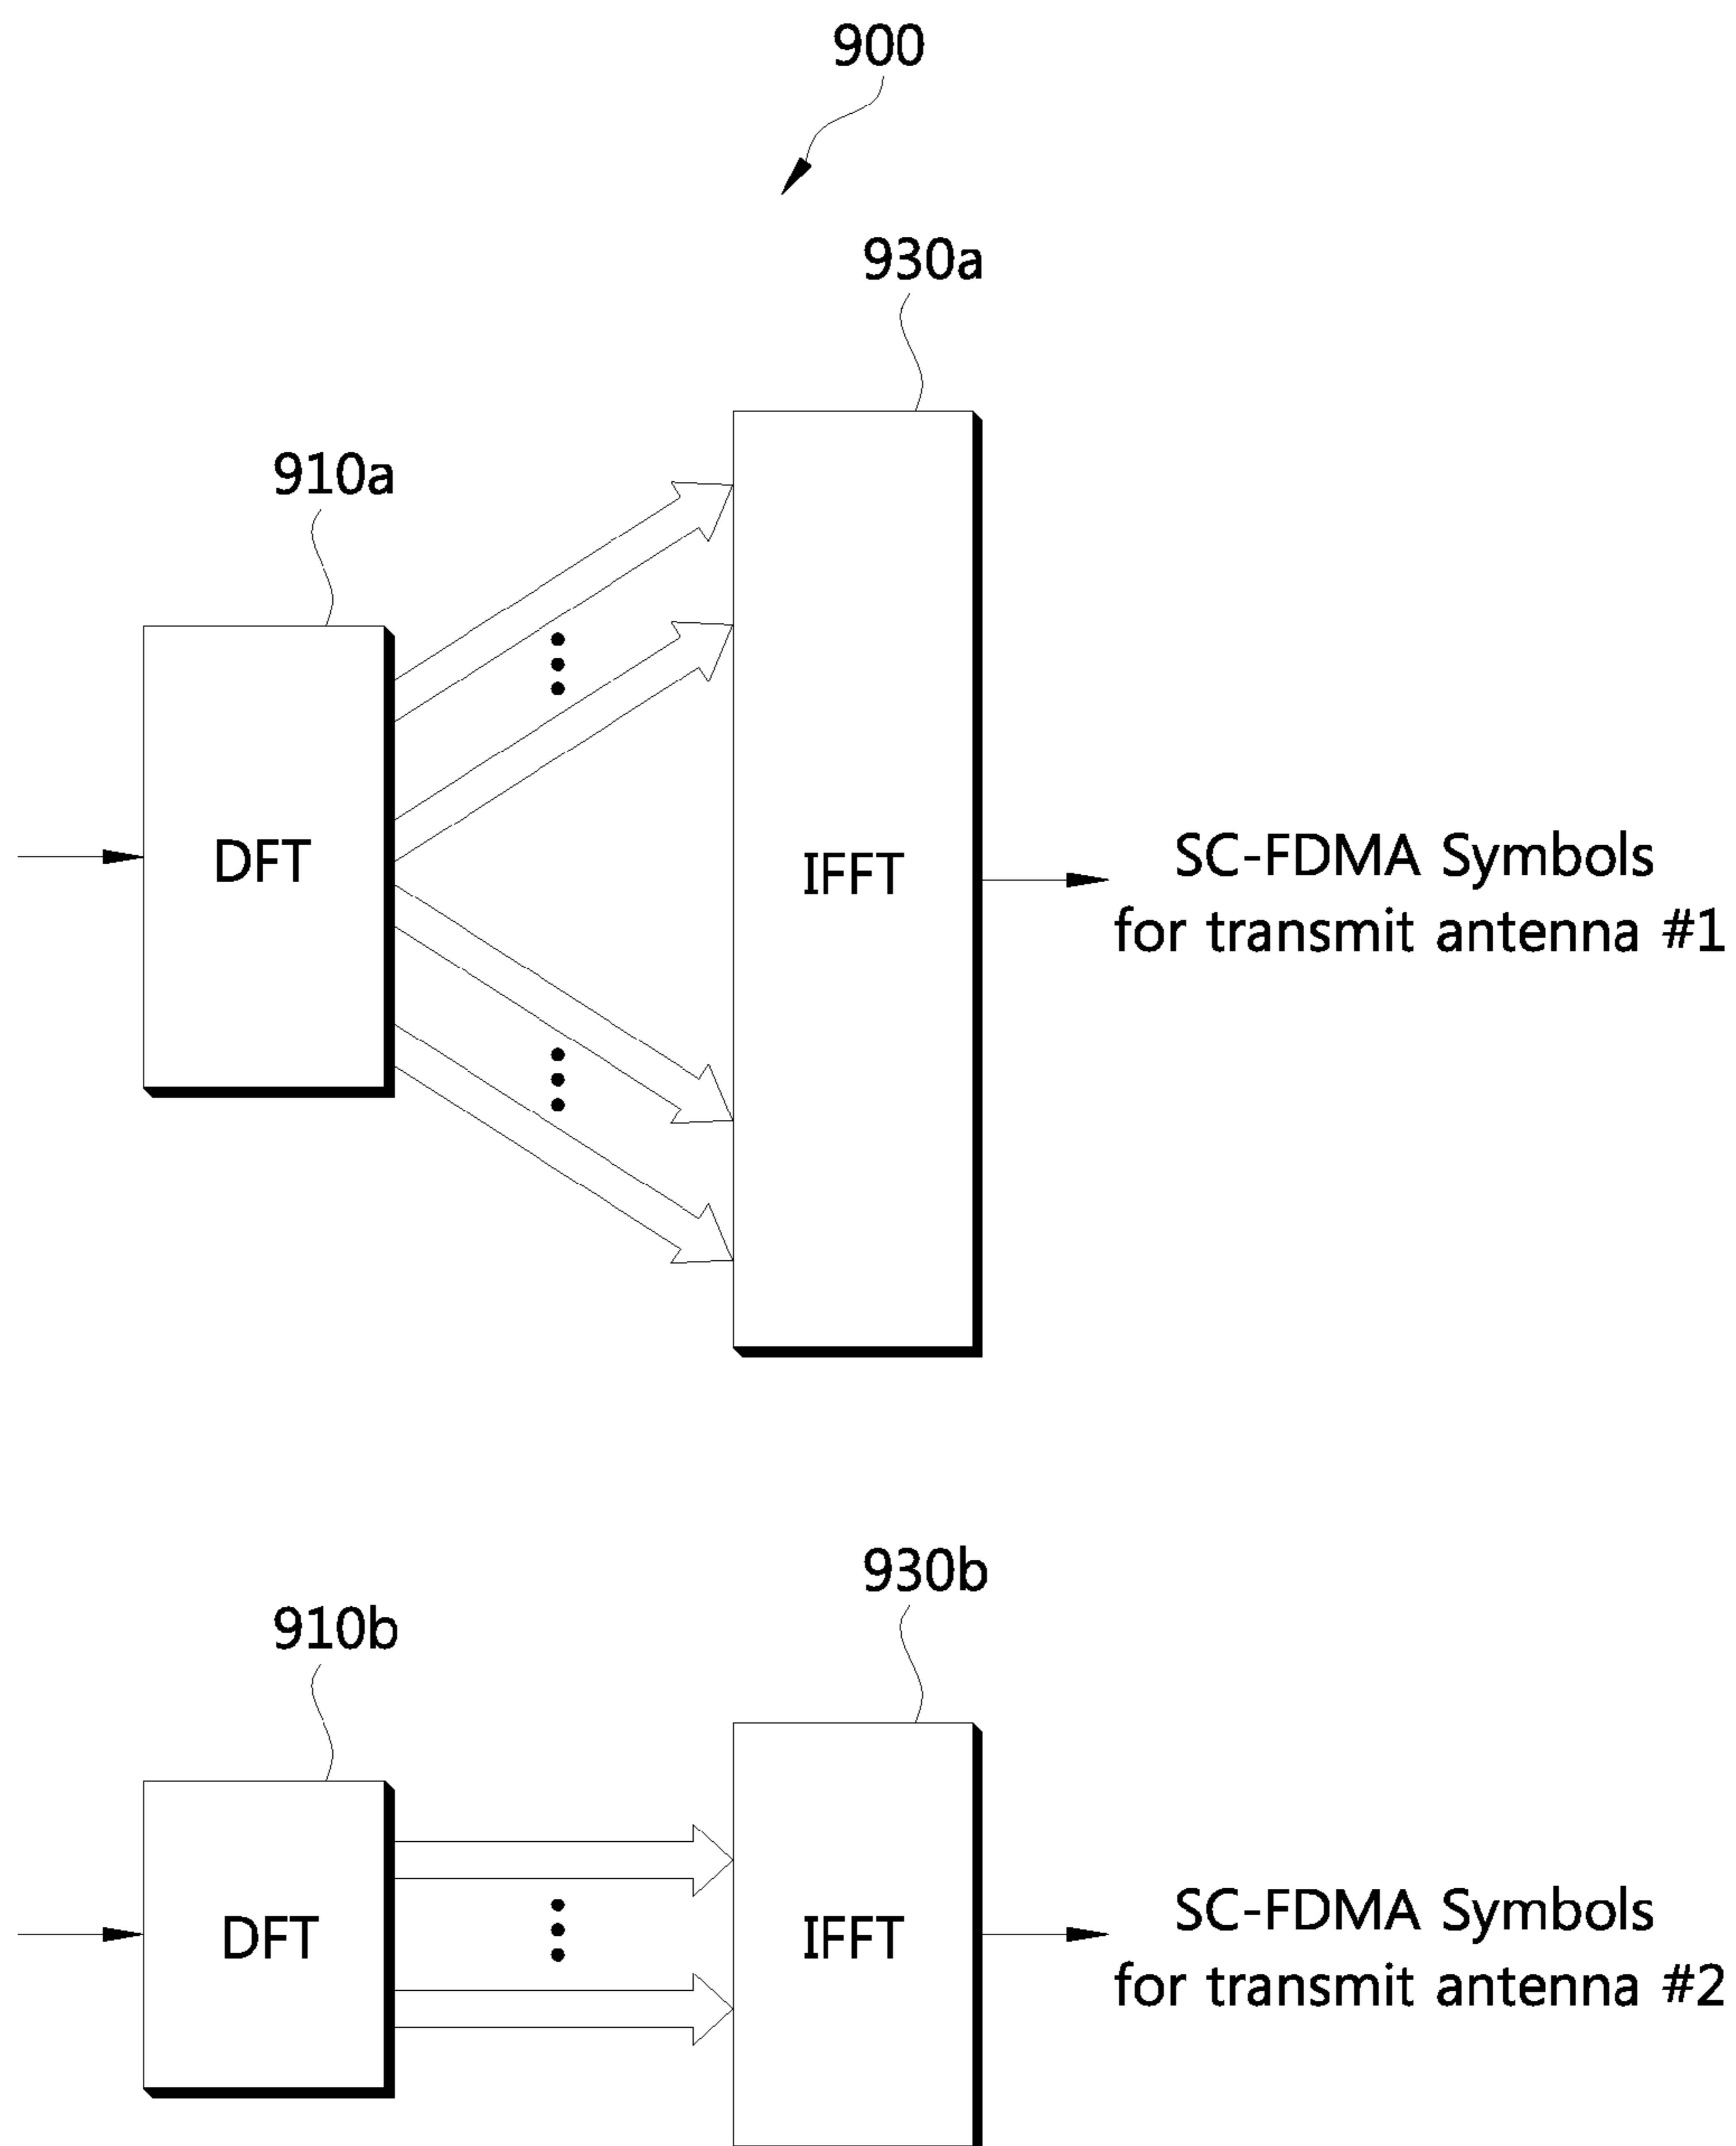 900
930a
910a
DFT
IFFT
SC-FDMA Symbols
for transmit antenna #1
930b
910b
DFT
IFFT
SC-FDMA Symbols
for transmit antenna #2